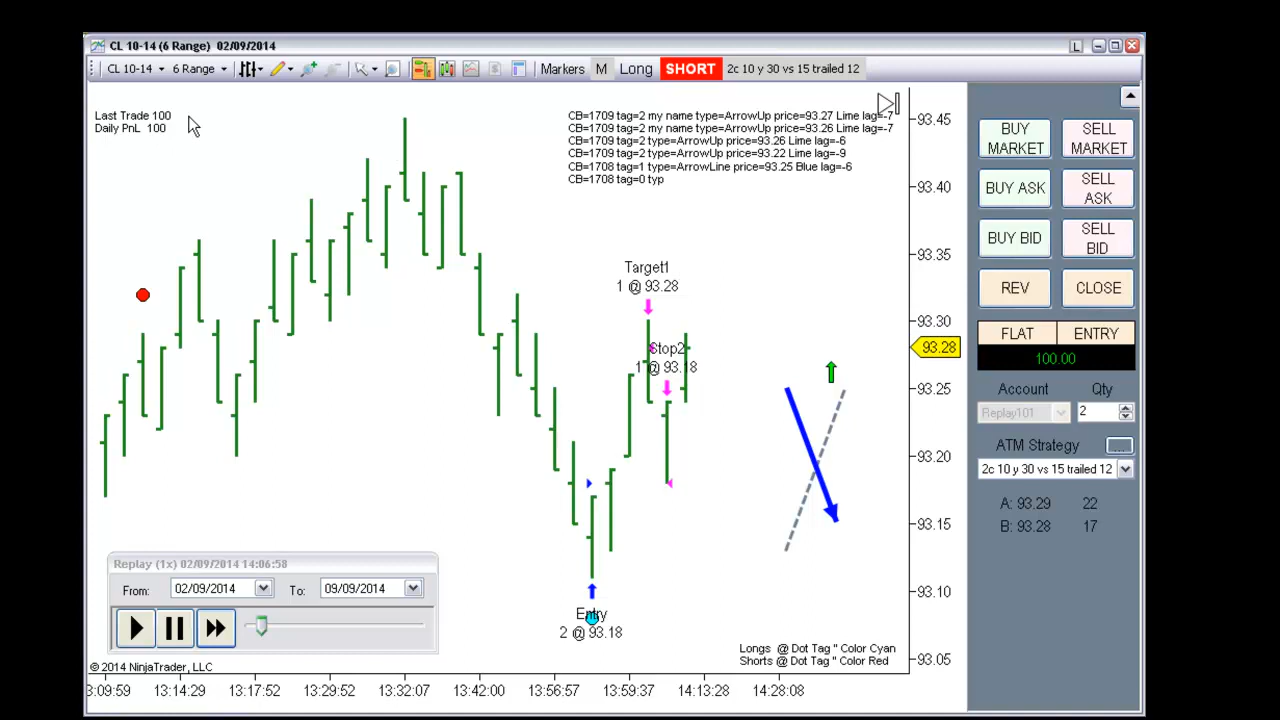 CL 10-14 (6 Range) 02/09/2014
L
CL 10-14 6 Range Markers M Long SHORT 2c 10 y 30 vs 15 trailed 12
Last Trade 100
Daily PnL 100
CB=1709 tag=2 my name type=ArrowUp price=93.27 Lime lag=-7
CB=1709 tag=2 my name type=ArrowUp price=93.26 Lime lag=-7
CB=1709 tag=2 type=ArrowUp price=93.26 Lime lag=-6
CB=1709 tag=2 type=ArrowUp price=93.22 Lime lag=-9
CB=1708 tag=1 type=ArrowLine price=93.25 Blue lag=-6
CB=1708 tag=0 typ
Target1
1 @ 93.28
Stop2
1 @ 93.18
Entry
2 @ 93.18
93.45
93.40
93.35
93.30
93.28
93.25
93.20
93.15
93.10
93.05
BUY MARKET
SELL MARKET
BUY ASK
SELL ASK
BUY BID
SELL BID
REV
CLOSE
FLAT
ENTRY
100.00
Account Qty
Replay101 2
ATM Strategy ...
2c 10 y 30 vs 15 trailed 12
A: 93.29 22
B: 93.28 17
Replay (1x) 02/09/2014 14:06:58
From: 02/09/2014 To: 09/09/2014
Longs @ Dot Tag '' Color Cyan
Shorts @ Dot Tag '' Color Red
© 2014 NinjaTrader, LLC
3:09:59 13:14:29 13:17:52 13:29:52 13:32:07 13:42:00 13:56:57 13:59:37 14:13:28 14:28:08